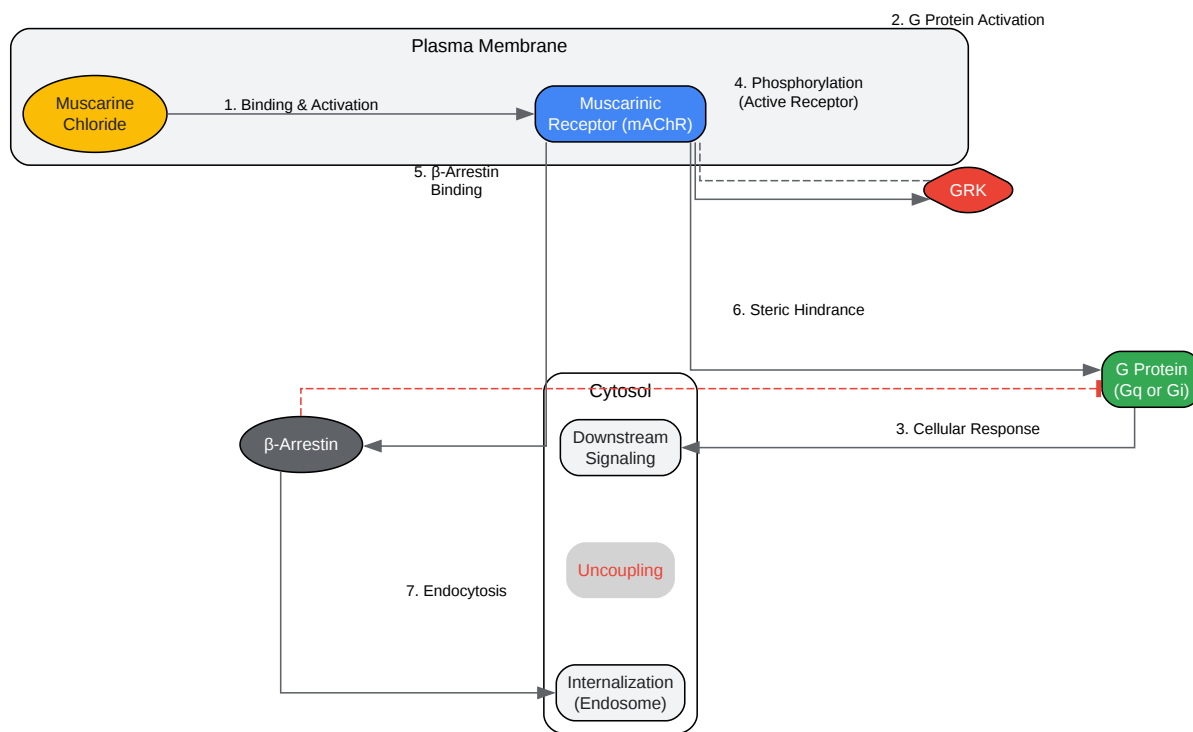 2. G Protein Activation
Plasma Membrane
Muscarine
Chloride
1. Binding & Activation
Muscarinic
Receptor (mAChR)
4. Phosphorylation
(Active Receptor)
5. β-Arrestin
Binding
GRK
6. Steric Hindrance
G Protein
(Gq or Gi)
Cytosol
3. Cellular Response
β-Arrestin
Downstream
Signaling
Uncoupling
7. Endocytosis
Internalization
(Endosome)